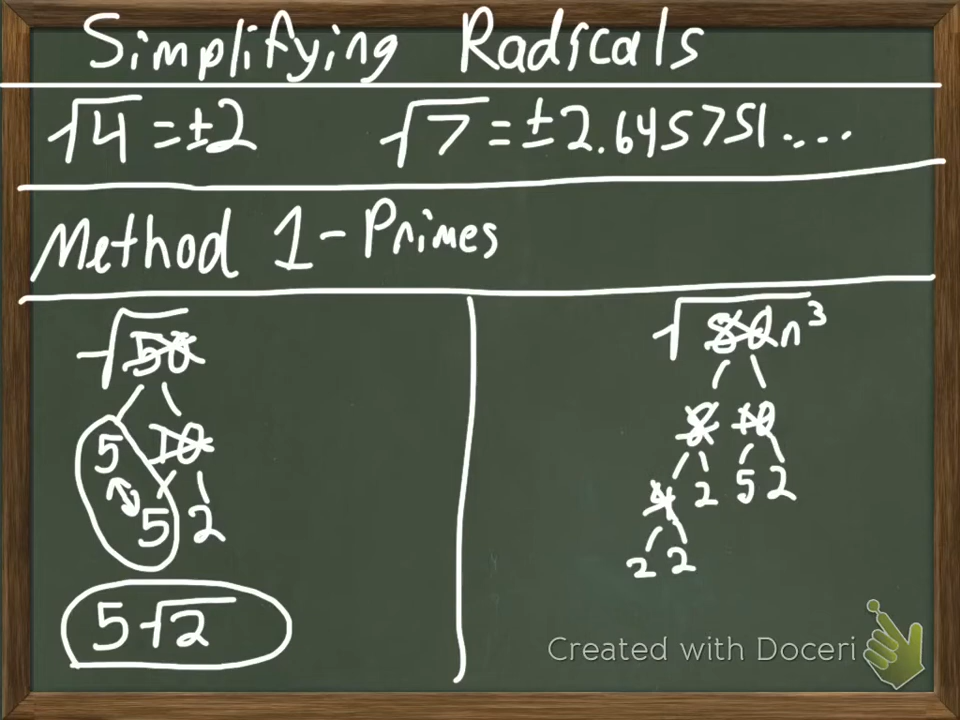 Simplifying Radicals
√4 = ±2 √7 = ±2.645751....
Method 1 - Primes
√50 √80n³
5 10 8 10
5 2 4 2 5 2
2 2
5√2
Created with Doceri